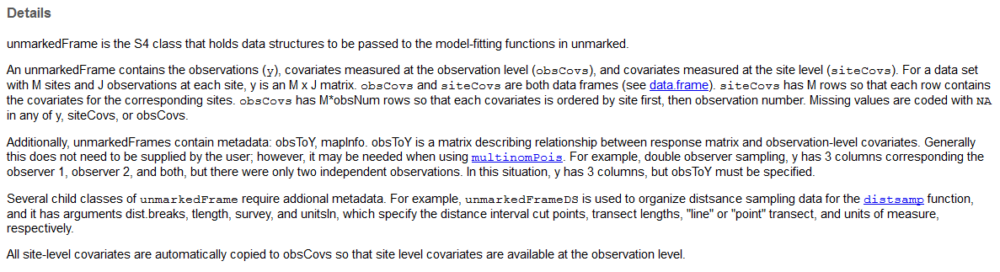 Details
unmarkedFrame is the S4 class that holds data structures to be passed to the model-fitting functions in unmarked.
An unmarkedFrame contains the observations (y), covariates measured at the observation level (obsCovs), and covariates measured at the site level (siteCovs). For a data set
with M sites and J observations at each site, y is an M x J matrix. obsCovs and siteCovs are both data frames (see data.frame). siteCovs has M rows so that each row contains
the covariates for the corresponding sites. obsCovs has M*obsNum rows so that each covariates is ordered by site first, then observation number. Missing values are coded with NA
in any of y, siteCovs, or obsCovs.
Additionally, unmarkedFrames contain metadata: obsToY, mapInfo. obsToY is a matrix describing relationship between response matrix and observation-level covariates. Generally
this does not need to be supplied by the user; however, it may be needed when using multinomPois. For example, double observer sampling, y has 3 columns corresponding the
observer 1, observer 2, and both, but there were only two independent observations. In this situation, y has 3 columns, but obsToY must be specified.
Several child classes of unmarkedFrame require addional metadata. For example, unmarkedFrameDS is used to organize distsance sampling data for the distsamp function,
and it has arguments dist.breaks, tlength, survey, and unitsIn, which specify the distance interval cut points, transect lengths, "line" or "point" transect, and units of measure,
respectively.
All site-level covariates are automatically copied to obsCovs so that site level covariates are available at the observation level.